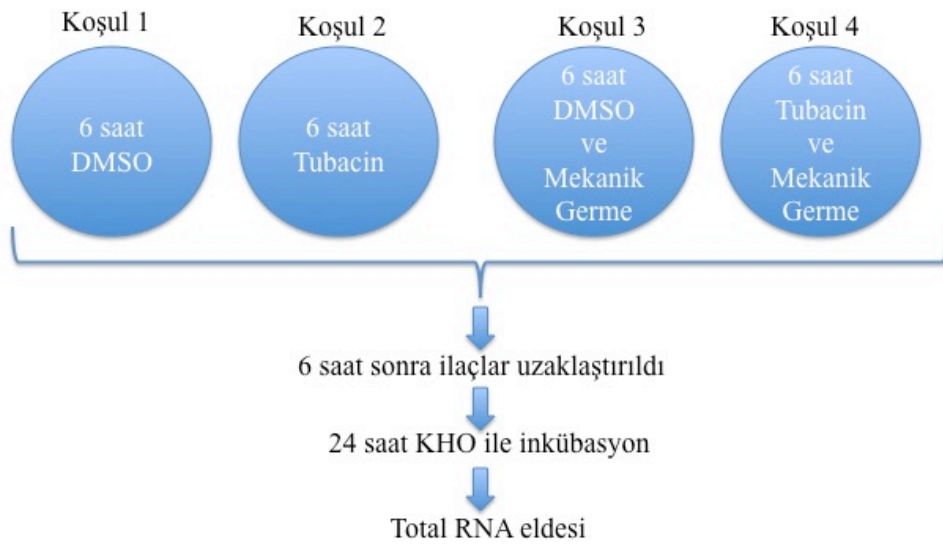 Koşul 1
6 saat
DMSO
Koşul 2
6 saat
Tubacin
Koşul 3
6 saat
DMSO
ve
Mekanik
Germe
Koşul 4
6 saat
Tubacin
ve
Mekanik
Germe
6 saat sonra ilaçlar uzaklaştırıldı
24 saat KHO ile inkübasyon
Total RNA eldesi